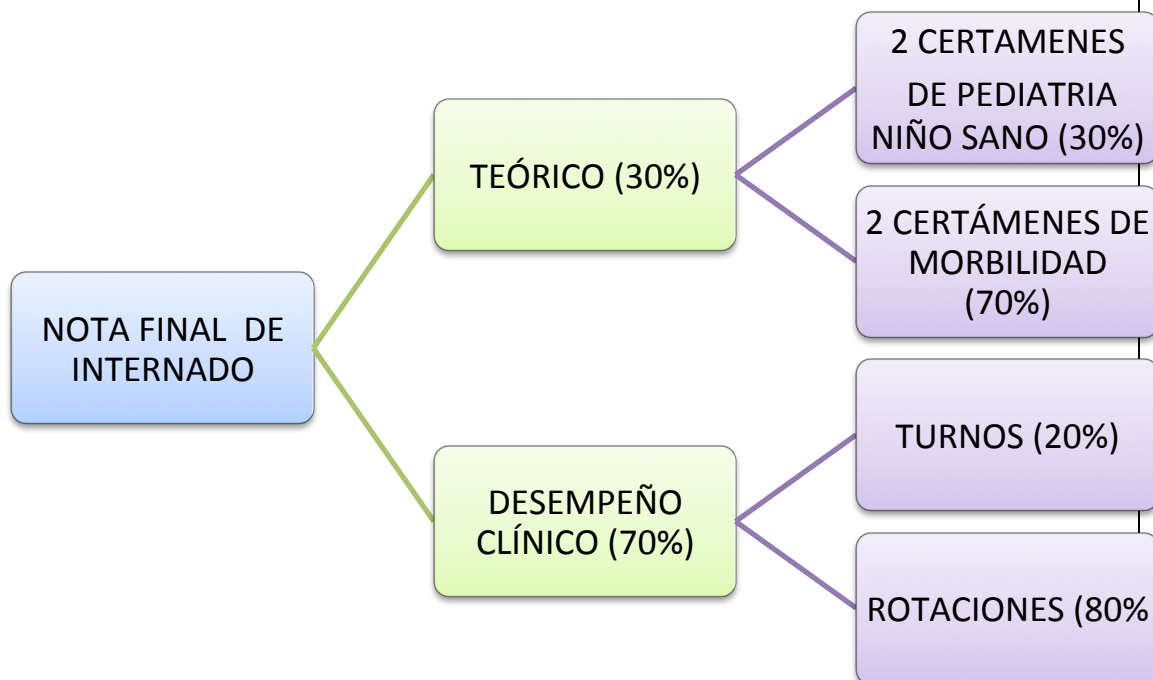 NOTA FINAL DE
INTERNADO
TEÓRICO (30%)
2 CERTAMENES
DE PEDIATRIA
NIÑO SANO (30%)
2 CERTÁMENES DE
MORBILIDAD
(70%)
DESEMPEÑO
CLÍNICO (70%)
TURNOS (20%)
ROTACIONES (80%